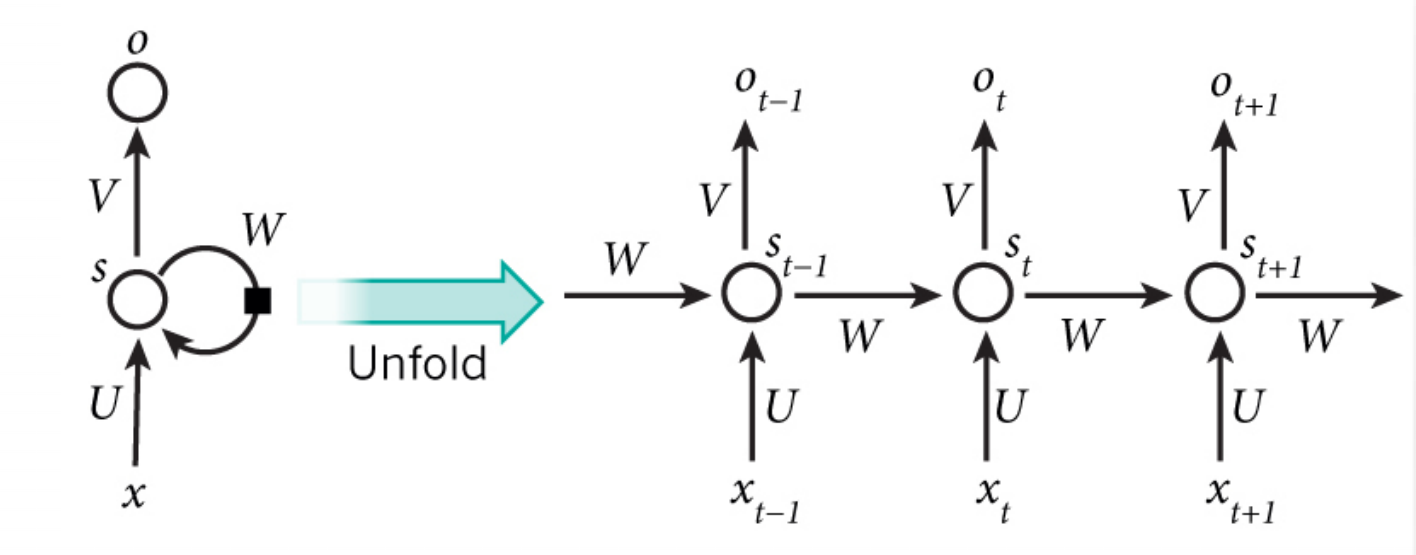 o
V
W
s
U
x
Unfold
o_{t-1} o_t o_{t+1}
V V V
W s_{t-1} s_t s_{t+1}
W W W
U U U
x_{t-1} x_t x_{t+1}